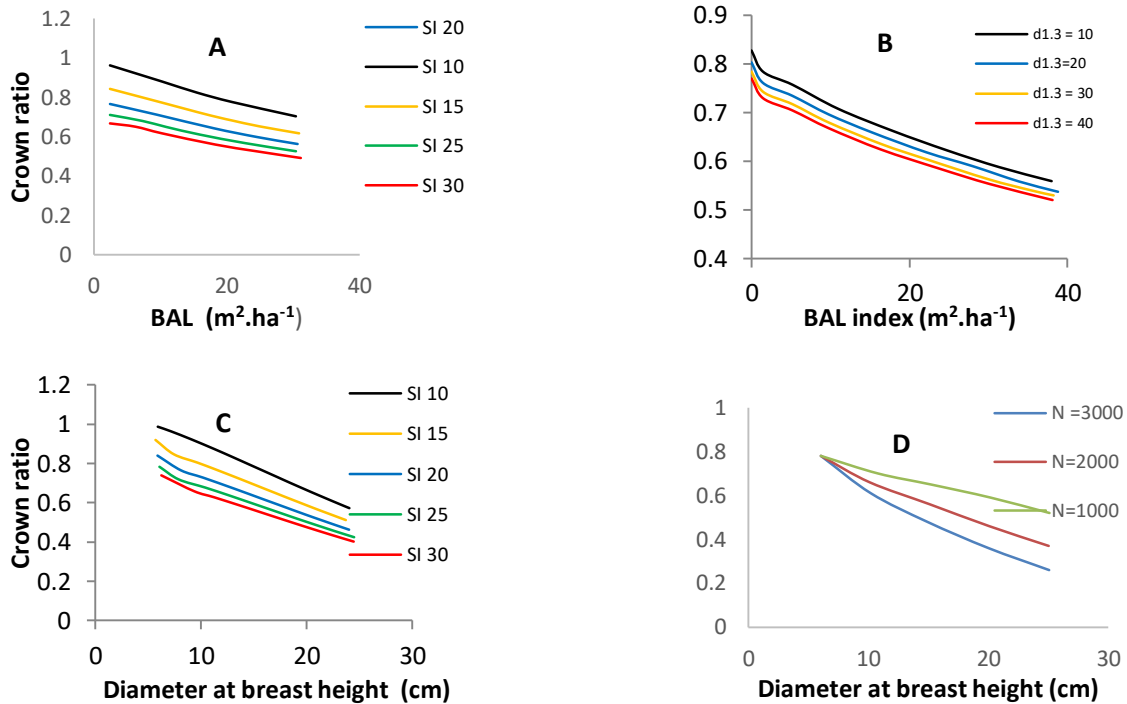 1.2
1
0.8
0.6
0.4
0.2
0
Crown ratio
A
SI 20
SI 10
SI 15
SI 25
SI 30
0 20 40
BAL (m².ha⁻¹)
0.9
0.8
0.7
0.6
0.5
0.4
Crown ratio
B
d1.3 = 10
d1.3=20
d1.3 = 30
d1.3 = 40
0 20 40
BAL index (m².ha⁻¹)
1.2
1
0.8
0.6
0.4
0.2
0
Crown ratio
C
SI 10
SI 15
SI 20
SI 25
SI 30
0 10 20 30
Diameter at breast height (cm)
1
0.8
0.6
0.4
0.2
0
D
N =3000
N=2000
N=1000
0 5 10 15 20 25 30
Diameter at breast height (cm)